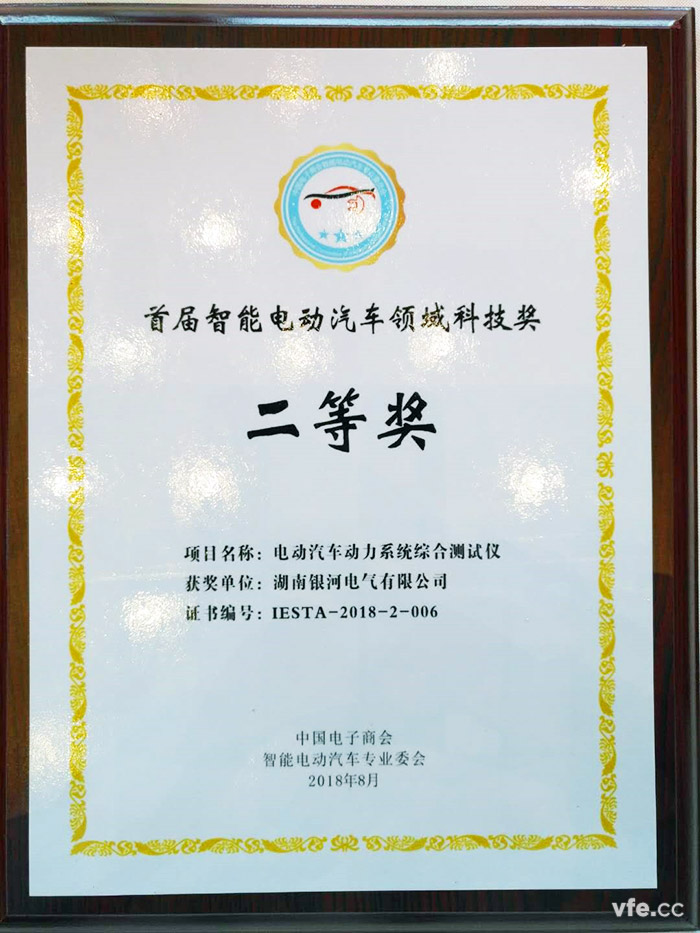 首届智能电动汽车领域科技奖
二等奖
项目名称：电动汽车动力系统综合测试仪
获奖单位：湖南银河电气有限公司
证书编号：IESTA-2018-2-006
中国电子商会
智能电动汽车专业委会
2018年8月
vfe.cc